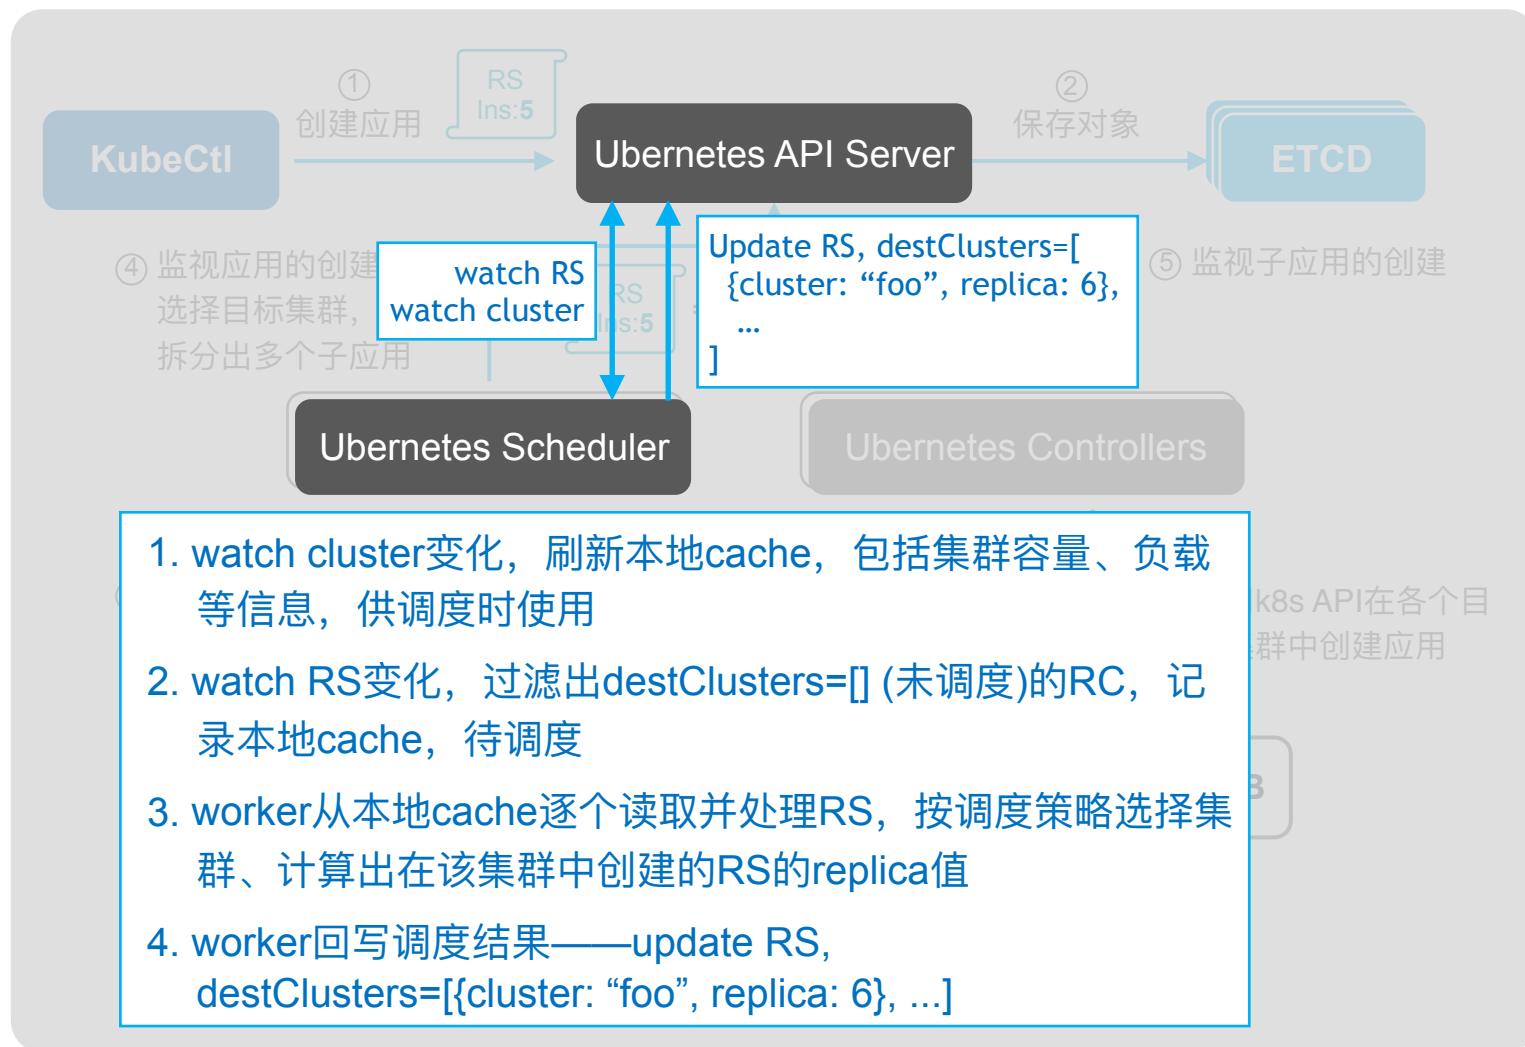 ①
创建应用
RS
Ins:5
②
保存对象
KubeCtl
Ubernetes API Server
ETCD
④ 监视应用的创建
选择目标集群，
拆分出多个子应用
watch RS
watch cluster
RS
Ins:5
Update RS, destClusters=[
{cluster: “foo”, replica: 6},
...
]
⑤ 监视子应用的创建
Ubernetes Scheduler
Ubernetes Controllers
1. watch cluster变化，刷新本地cache，包括集群容量、负载
等信息，供调度时使用
2. watch RS变化，过滤出destClusters=[] (未调度)的RC，记
录本地cache，待调度
3. worker从本地cache逐个读取并处理RS，按调度策略选择集
群、计算出在该集群中创建的RS的replica值
4. worker回写调度结果——update RS,
destClusters=[{cluster: “foo”, replica: 6}, ...]
k8s API在各个目
群中创建应用
B